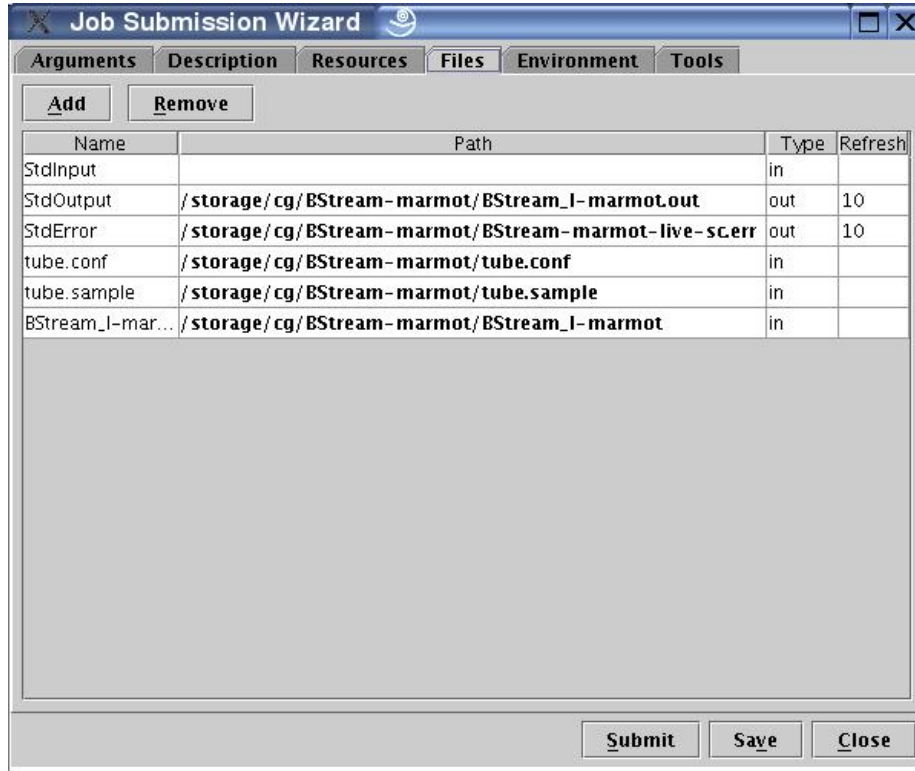 Job Submission Wizard
Arguments Description Resources Files Environment Tools
Add Remove
Name Path Type Refresh
StdInput in
StdOutput /storage/cg/BStream-marmot/BStream_I-marmot.out out 10
StdError /storage/cg/BStream-marmot/BStream-marmot-live-sc.err out 10
tube.conf /storage/cg/BStream-marmot/tube.conf in
tube.sample /storage/cg/BStream-marmot/tube.sample in
BStream_I-mar... /storage/cg/BStream-marmot/BStream_I-marmot in
Submit Save Close